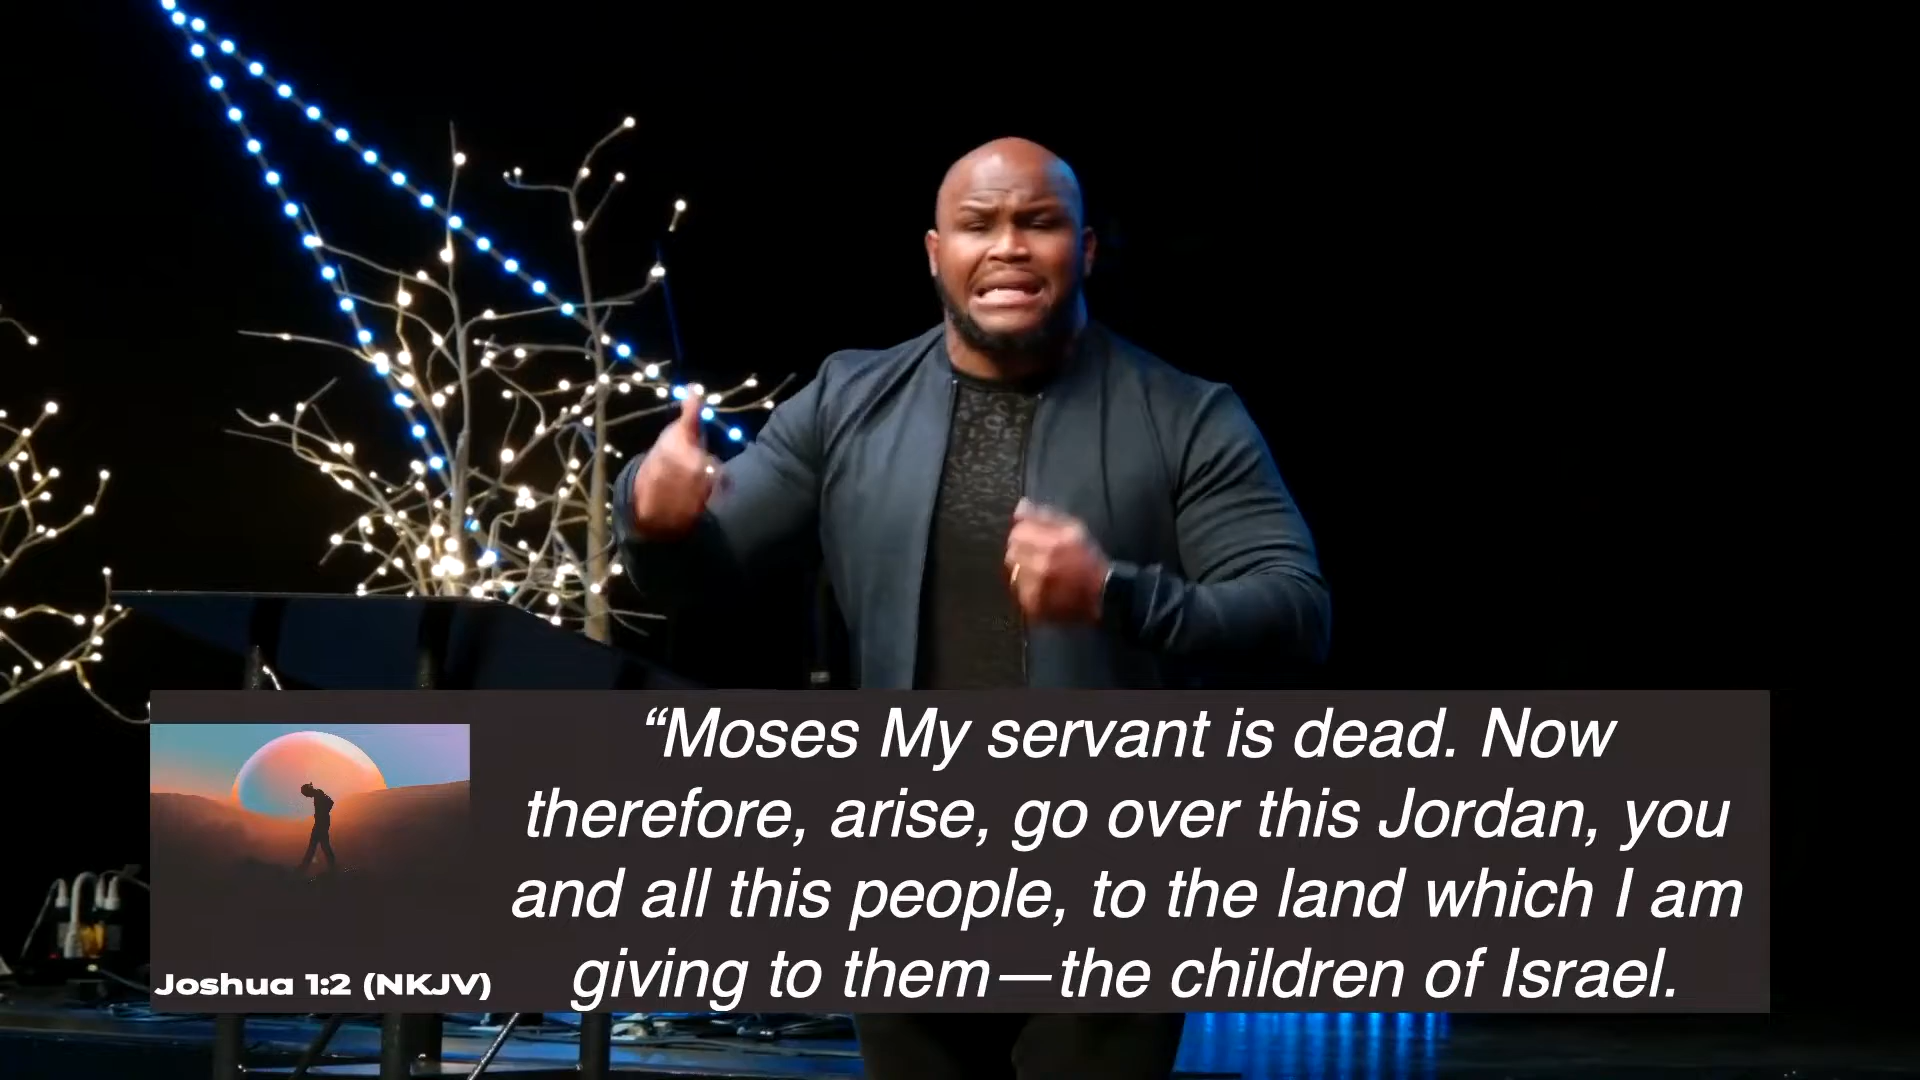 “Moses My servant is dead. Now
therefore, arise, go over this Jordan, you
and all this people, to the land which I am
giving to them—the children of Israel.
Joshua 1:2 (NKJV)